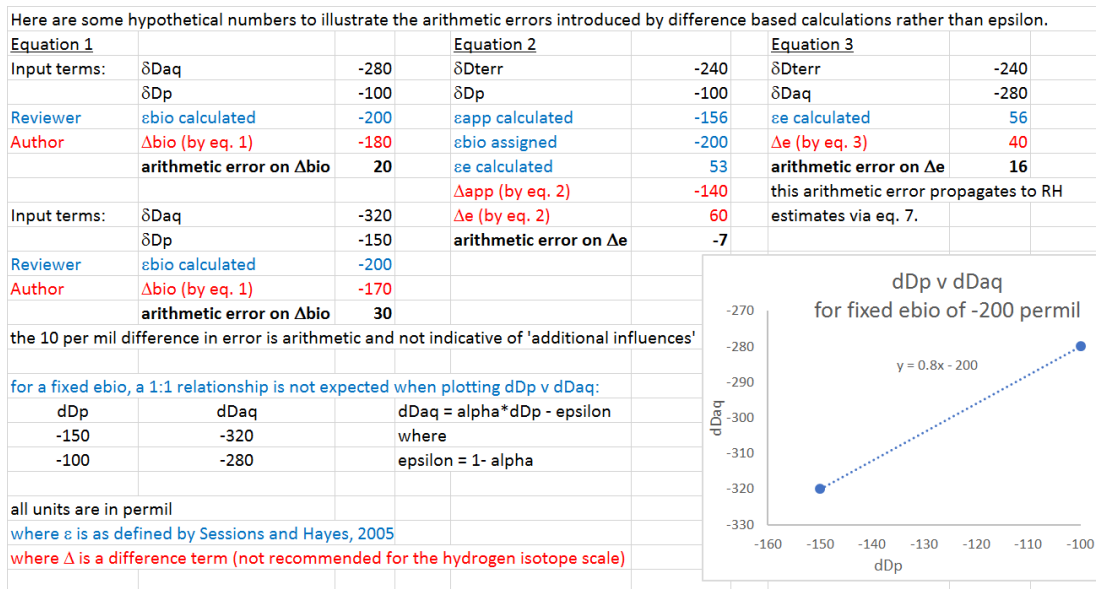 Here are some hypothetical numbers to illustrate the arithmetic errors introduced by difference based calculations rather than epsilon.
Equation 1 Equation 2 Equation 3
Input terms: δDaq -280 δDterr -240 δDterr -240
δDp -100 δDp -100 δDaq -280
Reviewer εbio calculated -200 εapp calculated -156 εe calculated 56
Author Δbio (by eq. 1) -180 εbio assigned -200 Δe (by eq. 3) 40
arithmetic error on Δbio 20 εe calculated 53 arithmetic error on Δe 16
Δapp (by eq. 2) -140 this arithmetic error propagates to RH
Input terms: δDaq -320 Δe (by eq. 2) 60 estimates via eq. 7.
δDp -150 arithmetic error on Δe -7
Reviewer εbio calculated -200
Author Δbio (by eq. 1) -170
arithmetic error on Δbio 30
the 10 per mil difference in error is arithmetic and not indicative of 'additional influences'
for a fixed ebio, a 1:1 relationship is not expected when plotting dDp v dDaq:
dDp dDaq dDaq = alpha*dDp - epsilon
-150 -320 where
-100 -280 epsilon = 1- alpha
all units are in permil
where ε is as defined by Sessions and Hayes, 2005
where Δ is a difference term (not recommended for the hydrogen isotope scale)
dDp v dDaq
for fixed ebio of -200 permil
y = 0.8x - 200
dDaq
-270
-280
-290
-300
-310
-320
-330
-160 -150 -140 -130 -120 -110 -100
dDp